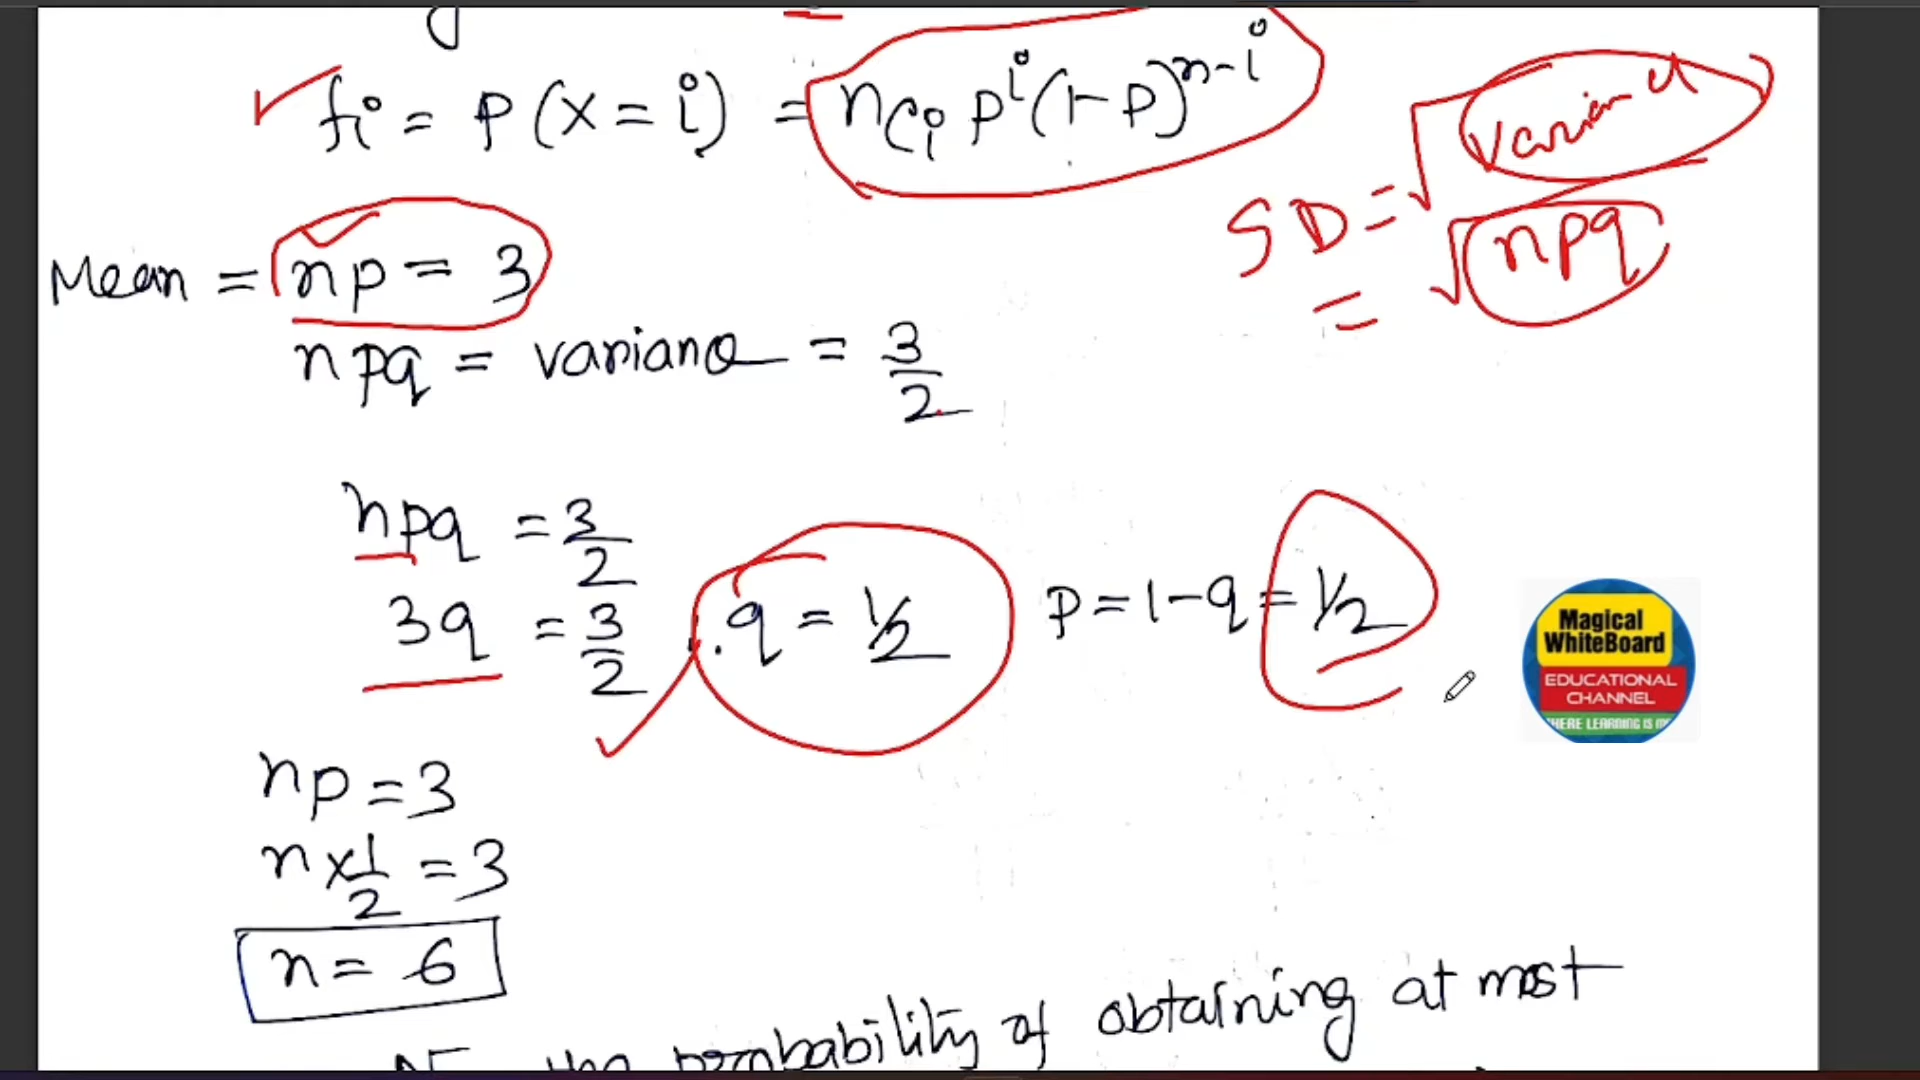 fi = P(X = i) = nCi p^i (1-p)^n-i
SD = √variance
= √npq
Mean = np = 3
npq = variance = 3/2
npq = 3/2
3q = 3/2 . q = 1/2 p = 1-q = 1/2
Magical
WhiteBoard
EDUCATIONAL
CHANNEL
np = 3
n x 1/2 = 3
n = 6
the probability of obtaining at most